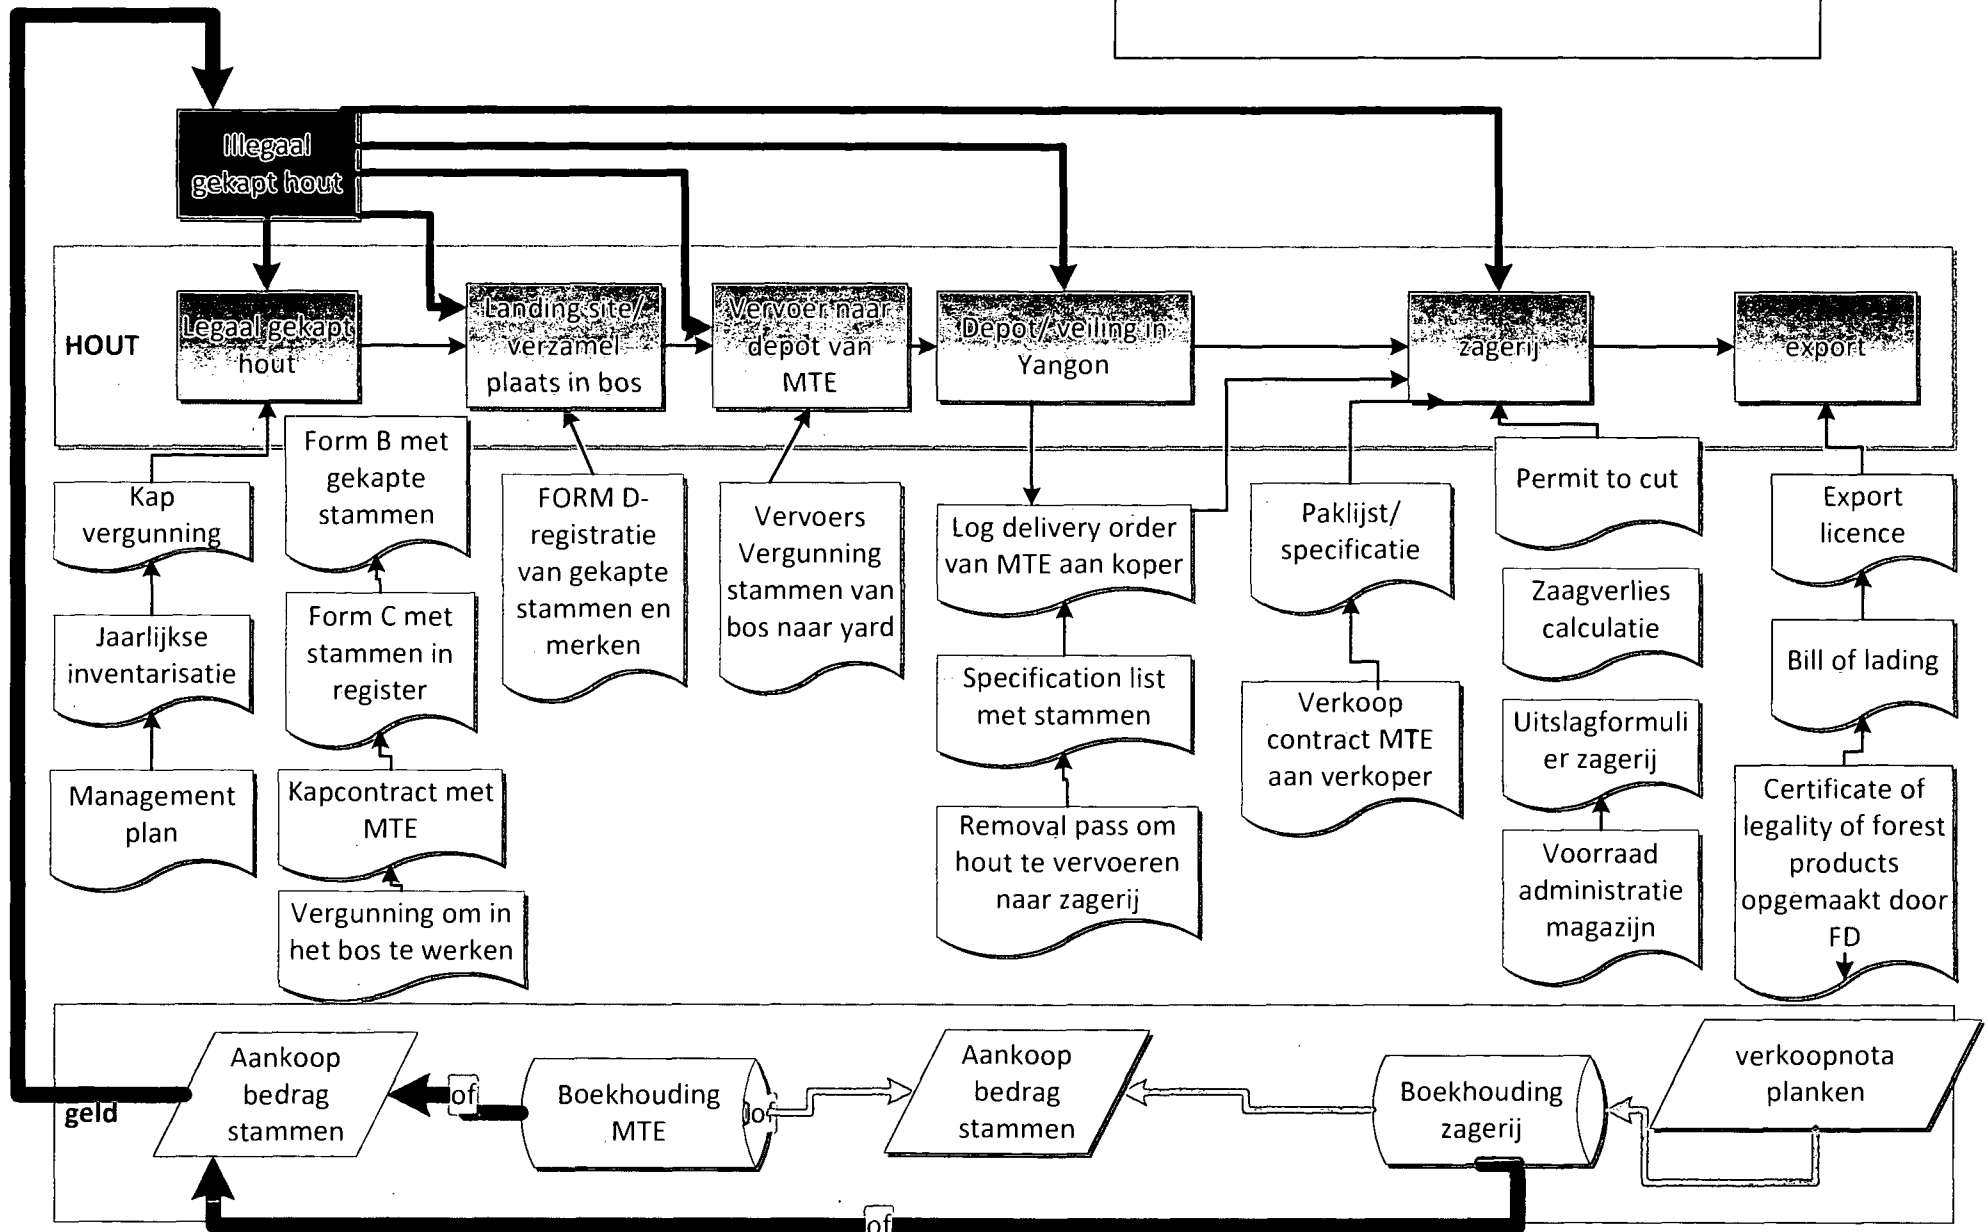 Illegaal
gekapt hout
HOUT
Legaal gekapt
hout
Landing site/
verzamel
plaats in bos
Vervoer naar
depot van
MTE
Depot/ veiling in
Yangon
zagerij
export
Kap
vergunning
Jaarlijkse
inventarisatie
Management
plan
Form B met
gekapte
stammen
Form C met
stammen in
register
Kapcontract met
MTE
Vergunning om in
het bos te werken
FORM D-
registratie
van gekapte
stammen en
merken
Vervoers
Vergunning
stammen van
bos naar yard
Log delivery order
van MTE aan koper
Specification list
met stammen
Removal pass om
hout te vervoeren
naar zagerij
Paklijst/
specificatie
Verkoop
contract MTE
aan verkoper
Permit to cut
Zaagverlies
calculatie
Uitslagformuli
er zagerij
Voorraad
administratie
magazijn
Export
licence
Bill of lading
Certificate of
legality of forest
products
opgemaakt door
FD
geld
Aankoop
bedrag
stammen
of
Boekhouding
MTE
of
Aankoop
bedrag
stammen
Boekhouding
zagerij
verkoopnota
planken
of